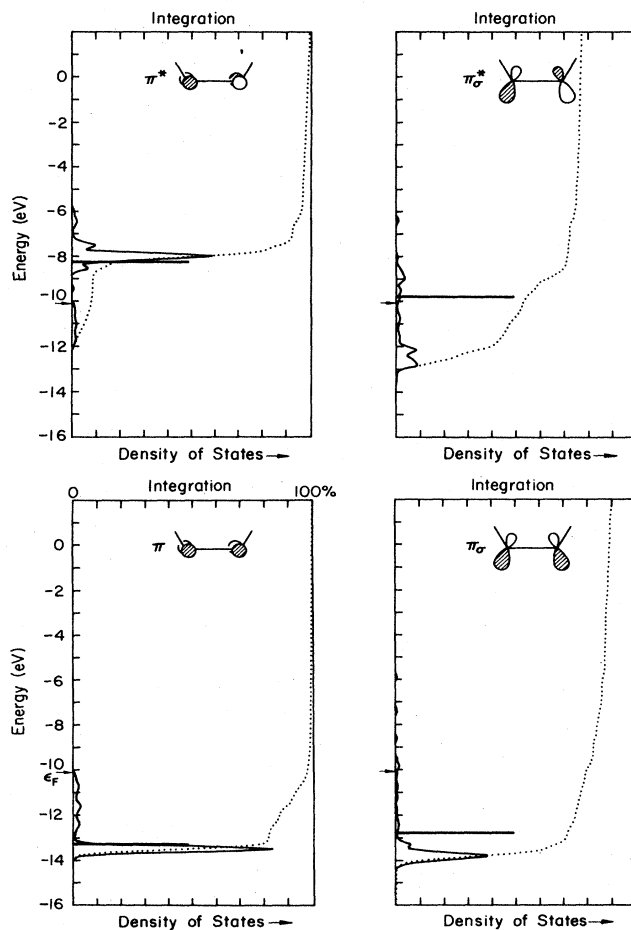 Integration
π*
'
πσ*
0
-2
-4
-6
-8
-10
-12
-14
-16
Energy (eV)
Density of States→
Density of States→
0 Integration 100%
Integration
π
πσ
0
-2
-4
-6
-8
-10
εF
-12
-14
-16
Energy (eV)
Density of States→
Density of States→
Integration